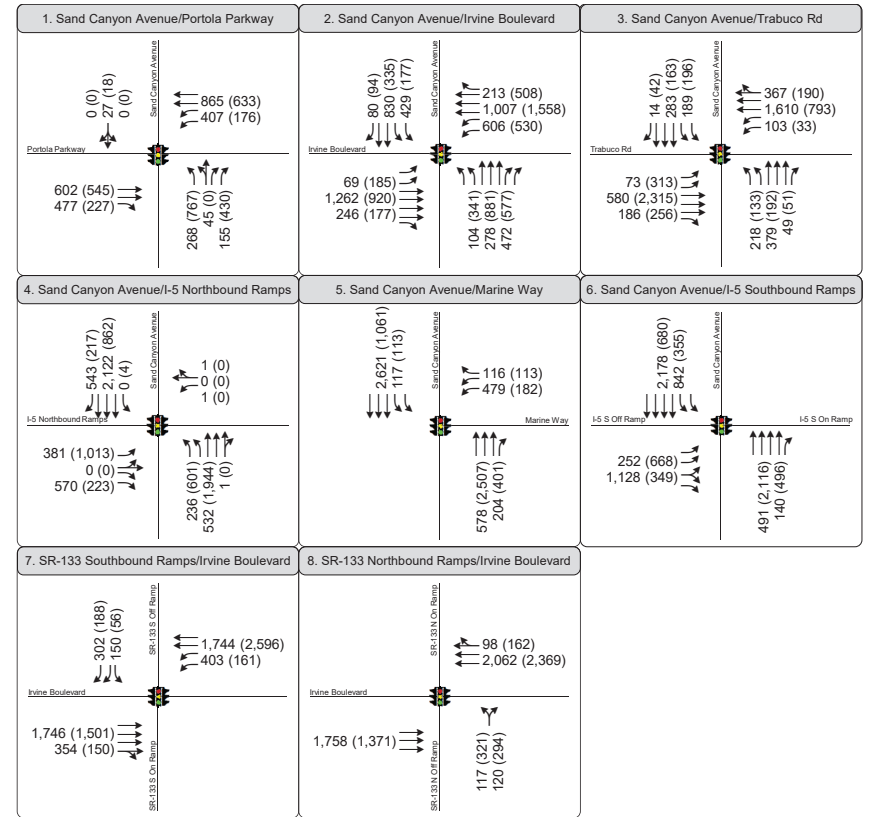 1. Sand Canyon Avenue/Portola Parkway
0 (0)
27 (18)
0 (0)
Sand Canyon Avenue
865 (633)
407 (176)
Portola Parkway
602 (545)
477 (227)
268 (767)
45 (0)
155 (430)
2. Sand Canyon Avenue/Irvine Boulevard
80 (94)
830 (335)
429 (177)
Sand Canyon Avenue
213 (508)
1,007 (1,558)
606 (530)
Irvine Boulevard
69 (185)
1,262 (920)
246 (177)
104 (341)
278 (881)
472 (577)
3. Sand Canyon Avenue/Trabuco Rd
14 (42)
283 (163)
189 (196)
Sand Canyon Avenue
367 (190)
1,610 (793)
103 (33)
Trabuco Rd
73 (313)
580 (2,315)
186 (256)
218 (133)
379 (192)
49 (51)
4. Sand Canyon Avenue/I-5 Northbound Ramps
543 (217)
2,122 (862)
0 (4)
Sand Canyon Avenue
1 (0)
0 (0)
1 (0)
I-5 Northbound Ramps
381 (1,013)
0 (0)
570 (223)
236 (601)
532 (1,944)
1 (0)
5. Sand Canyon Avenue/Marine Way
2,621 (1,061)
117 (113)
Sand Canyon Avenue
116 (113)
479 (182)
Marine Way
578 (2,507)
204 (401)
6. Sand Canyon Avenue/I-5 Southbound Ramps
2,178 (680)
842 (355)
Sand Canyon Avenue
I-5 S Off Ramp
I-5 S On Ramp
252 (668)
1,128 (349)
491 (2,116)
140 (496)
7. SR-133 Southbound Ramps/Irvine Boulevard
302 (188)
150 (56)
SR-133 S Off Ramp
1,744 (2,596)
403 (161)
Irvine Boulevard
1,746 (1,501)
354 (150)
SR-133 S On Ramp
8. SR-133 Northbound Ramps/Irvine Boulevard
SR-133 N On Ramp
98 (162)
2,062 (2,369)
Irvine Boulevard
1,758 (1,371)
SR-133 N Off Ramp
117 (321)
120 (294)